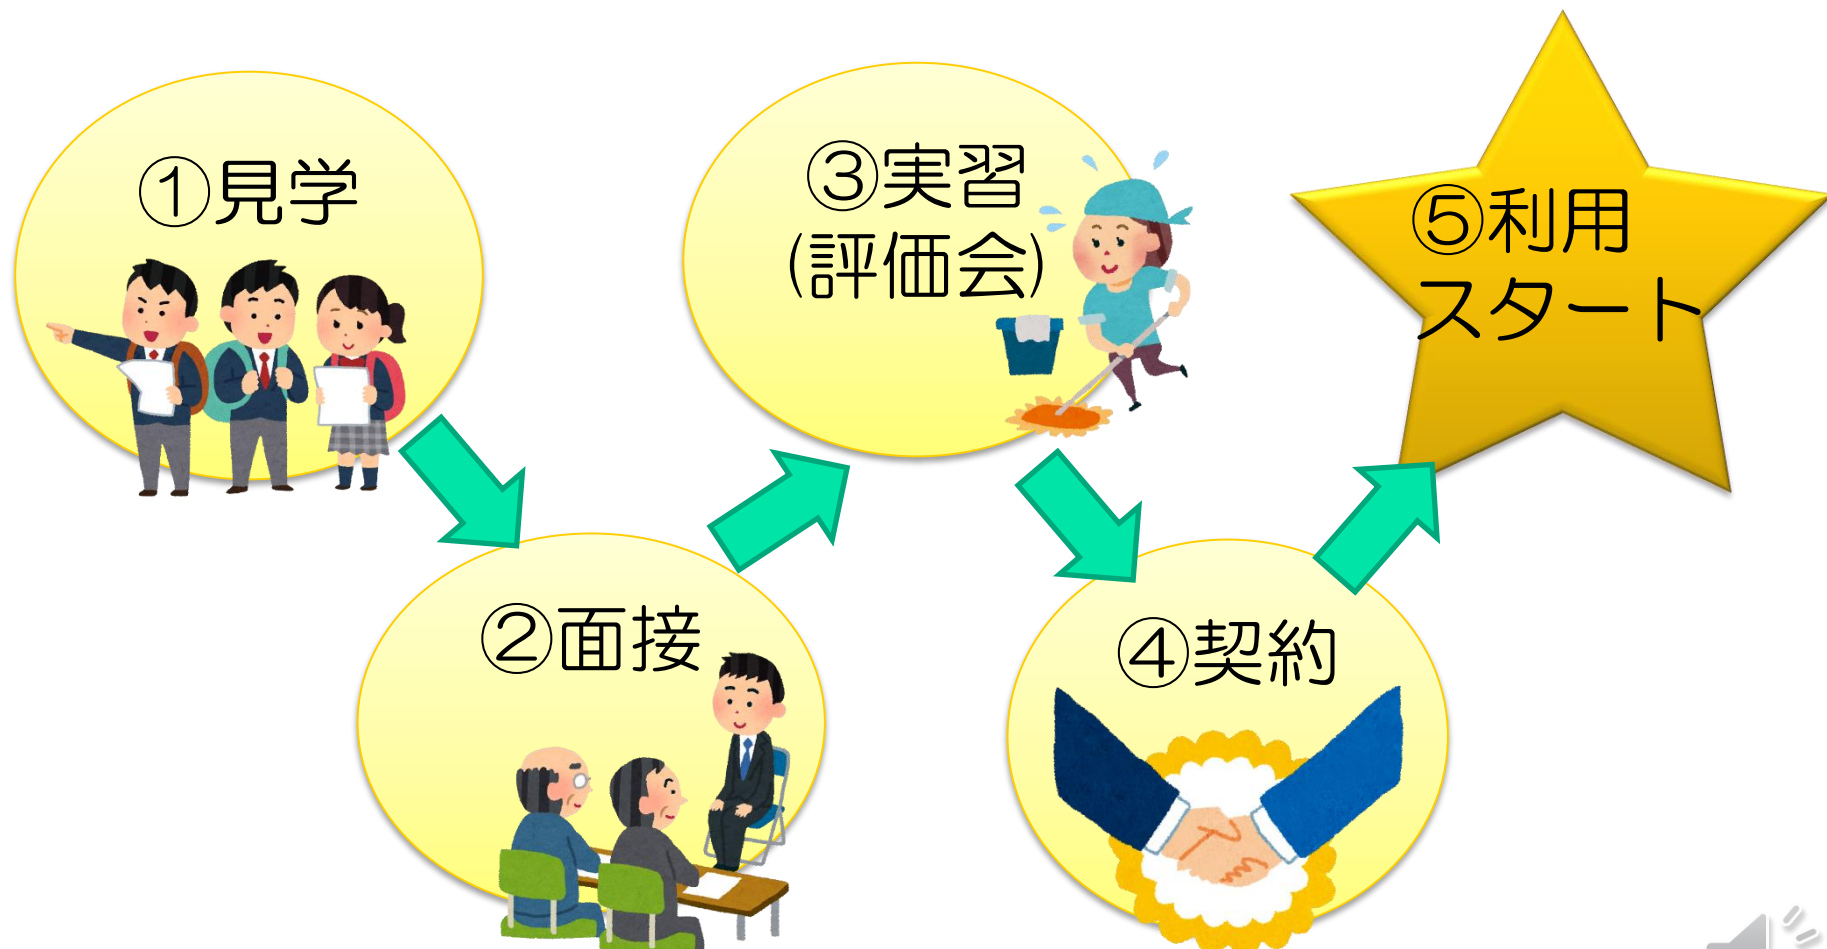 ①見学
②面接
③実習
(評価会)
④契約
⑤利用
スタート